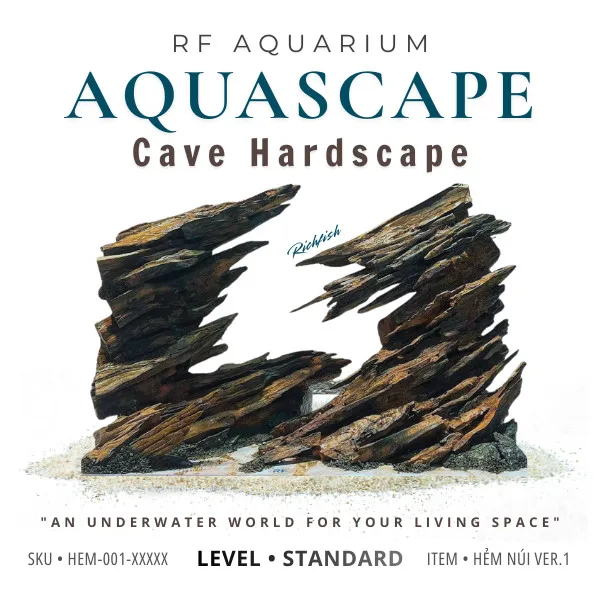 RF AQUARIUM
AQUASCAPE
Cave Hardscape
Richfish
"AN UNDERWATER WORLD FOR YOUR LIVING SPACE"
SKU • HEM-001-XXXXX LEVEL • STANDARD ITEM • HẺM NÚI VER.1